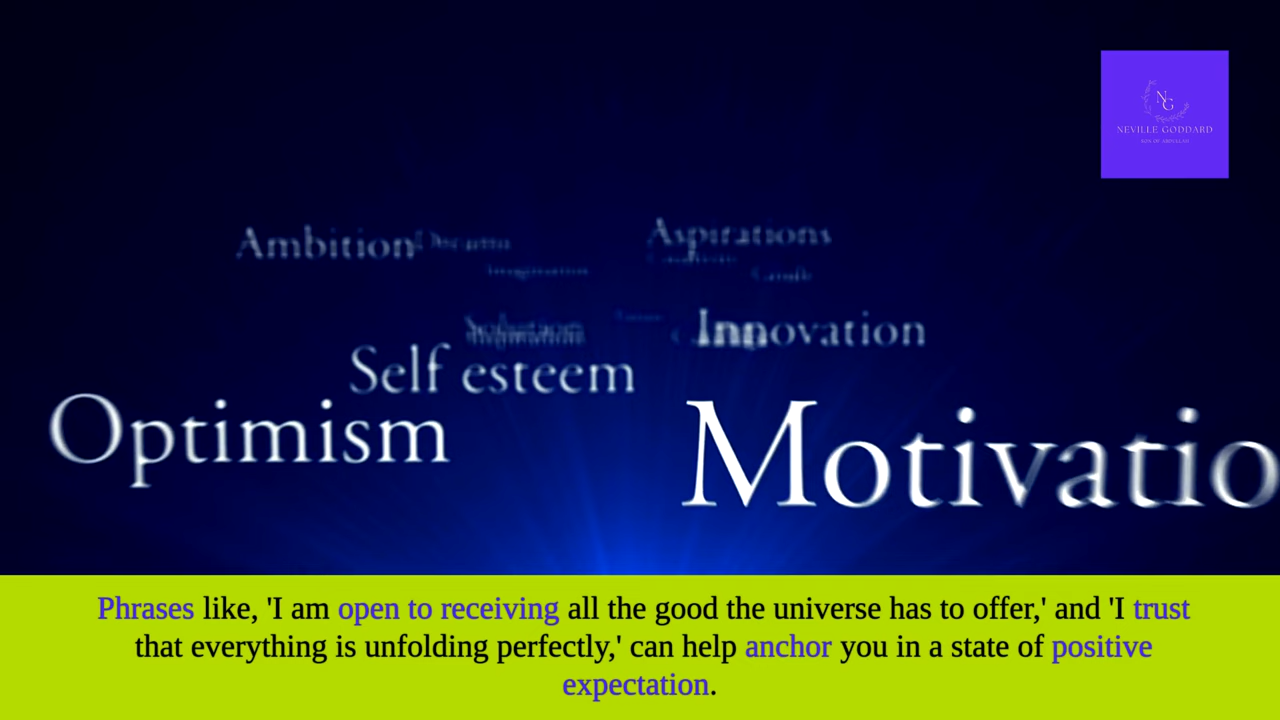 NG
NEVILLE GODDARD
Ambition
Aspirations
Innovation
Self esteem
Optimism
Motivatio
Phrases like, 'I am open to receiving all the good the universe has to offer,' and 'I trust
that everything is unfolding perfectly,' can help anchor you in a state of positive
expectation.